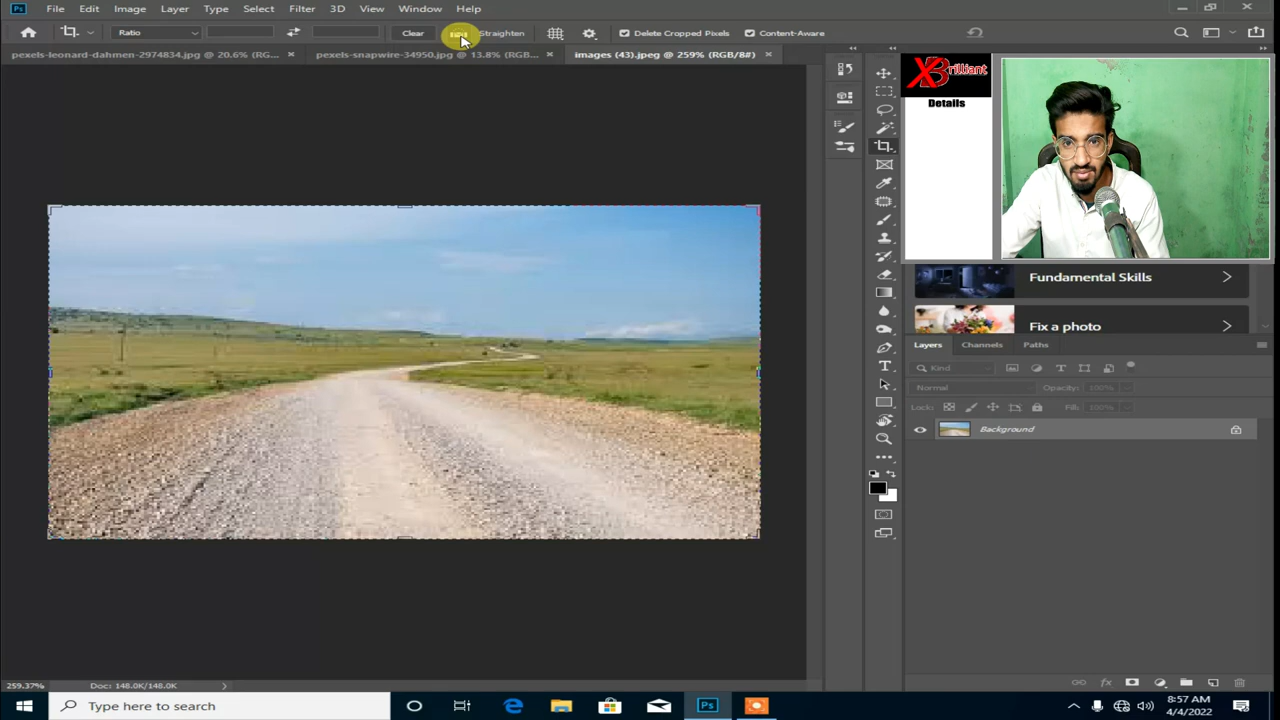 Ps File Edit Image Layer Type Select Filter 3D View Window Help
Ratio Clear Straighten Delete Cropped Pixels Content-Aware
pexels-leonard-dahmen-2974834.jpg @ 20.6% (RG... × pexels-snapwire-34950.jpg @ 13.8% (RGB... × images (43).jpeg @ 259% (RGB/8#) ×
XBrilliant
Details
Fundamental Skills
Fix a photo
Layers Channels Paths
Kind
Normal Opacity: 100%
Lock: Fill: 100%
Background
259.37% Doc: 148.0K/148.0K
Type here to search
Ps
8:57 AM
4/4/2022